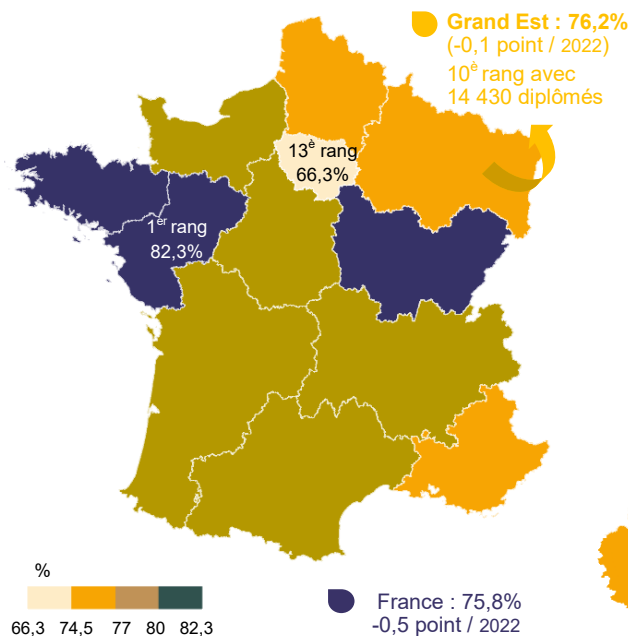 Grand Est : 76,2%
(-0,1 point / 2022)
10è rang avec
14 430 diplômés
13è rang
66,3%
1er rang
82,3%
%
66,3 74,5 77 80 82,3
France : 75,8%
-0,5 point / 2022